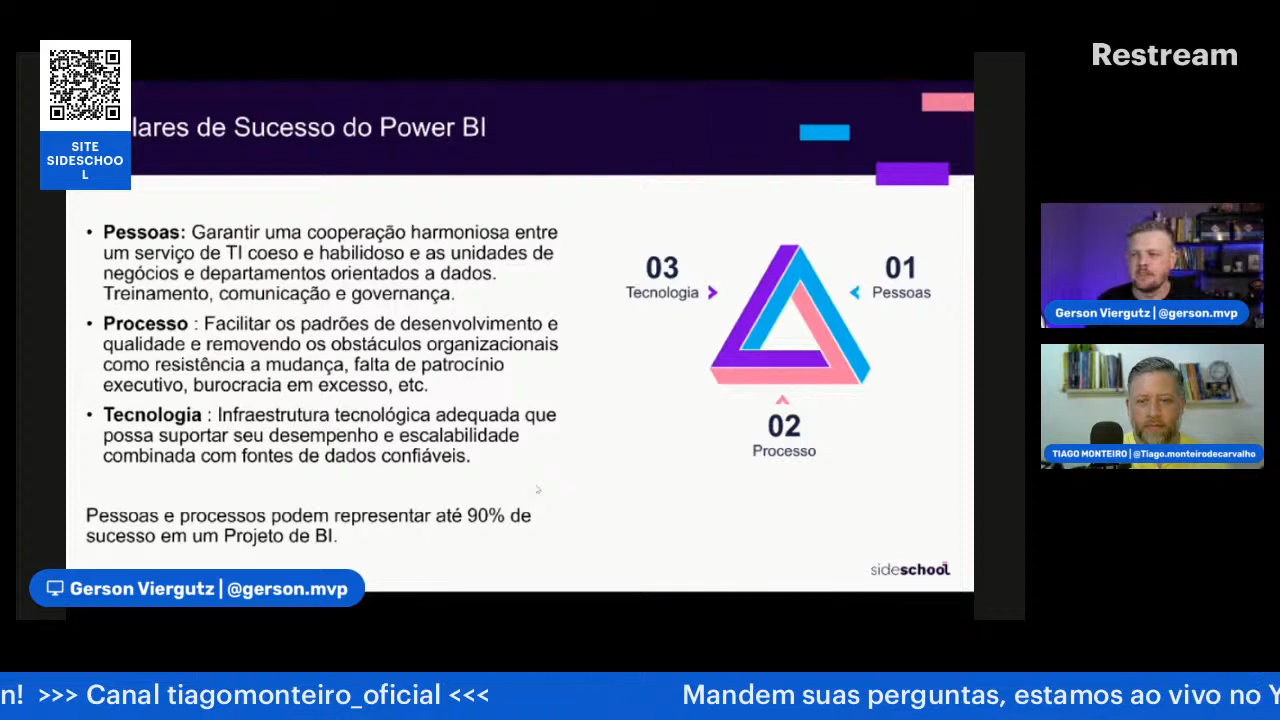 Restream
SITE
SIDESCHOO
L
lares de Sucesso do Power BI
• Pessoas: Garantir uma cooperação harmoniosa entre
um serviço de TI coeso e habilidoso e as unidades de
negócios e departamentos orientados a dados.
Treinamento, comunicação e governança.
• Processo : Facilitar os padrões de desenvolvimento e
qualidade e removendo os obstáculos organizacionais
como resistência a mudança, falta de patrocínio
executivo, burocracia em excesso, etc.
• Tecnologia : Infraestrutura tecnológica adequada que
possa suportar seu desempenho e escalabilidade
combinada com fontes de dados confiáveis.
Pessoas e processos podem representar até 90% de
sucesso em um Projeto de BI.
03
Tecnologia
01
Pessoas
02
Processo
sideschool
Gerson Viergutz | @gerson.mvp
TIAGO MONTEIRO | @Tiago.monteirodecarvalho
Gerson Viergutz | @gerson.mvp
n! >>> Canal tiagomonteiro_oficial <<< Mandem suas perguntas, estamos ao vivo no Y